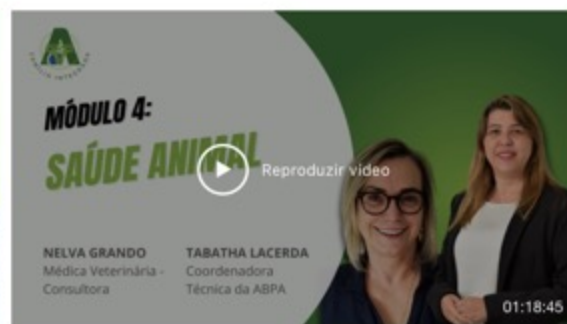 MÓDULO 4:
SAÚDE ANIMAL
Reproduzir vídeo
NELVA GRANDO
Médica Veterinária -
Consultora
TABATHA LACERDA
Coordenadora
Técnica da ABPA
01:18:45